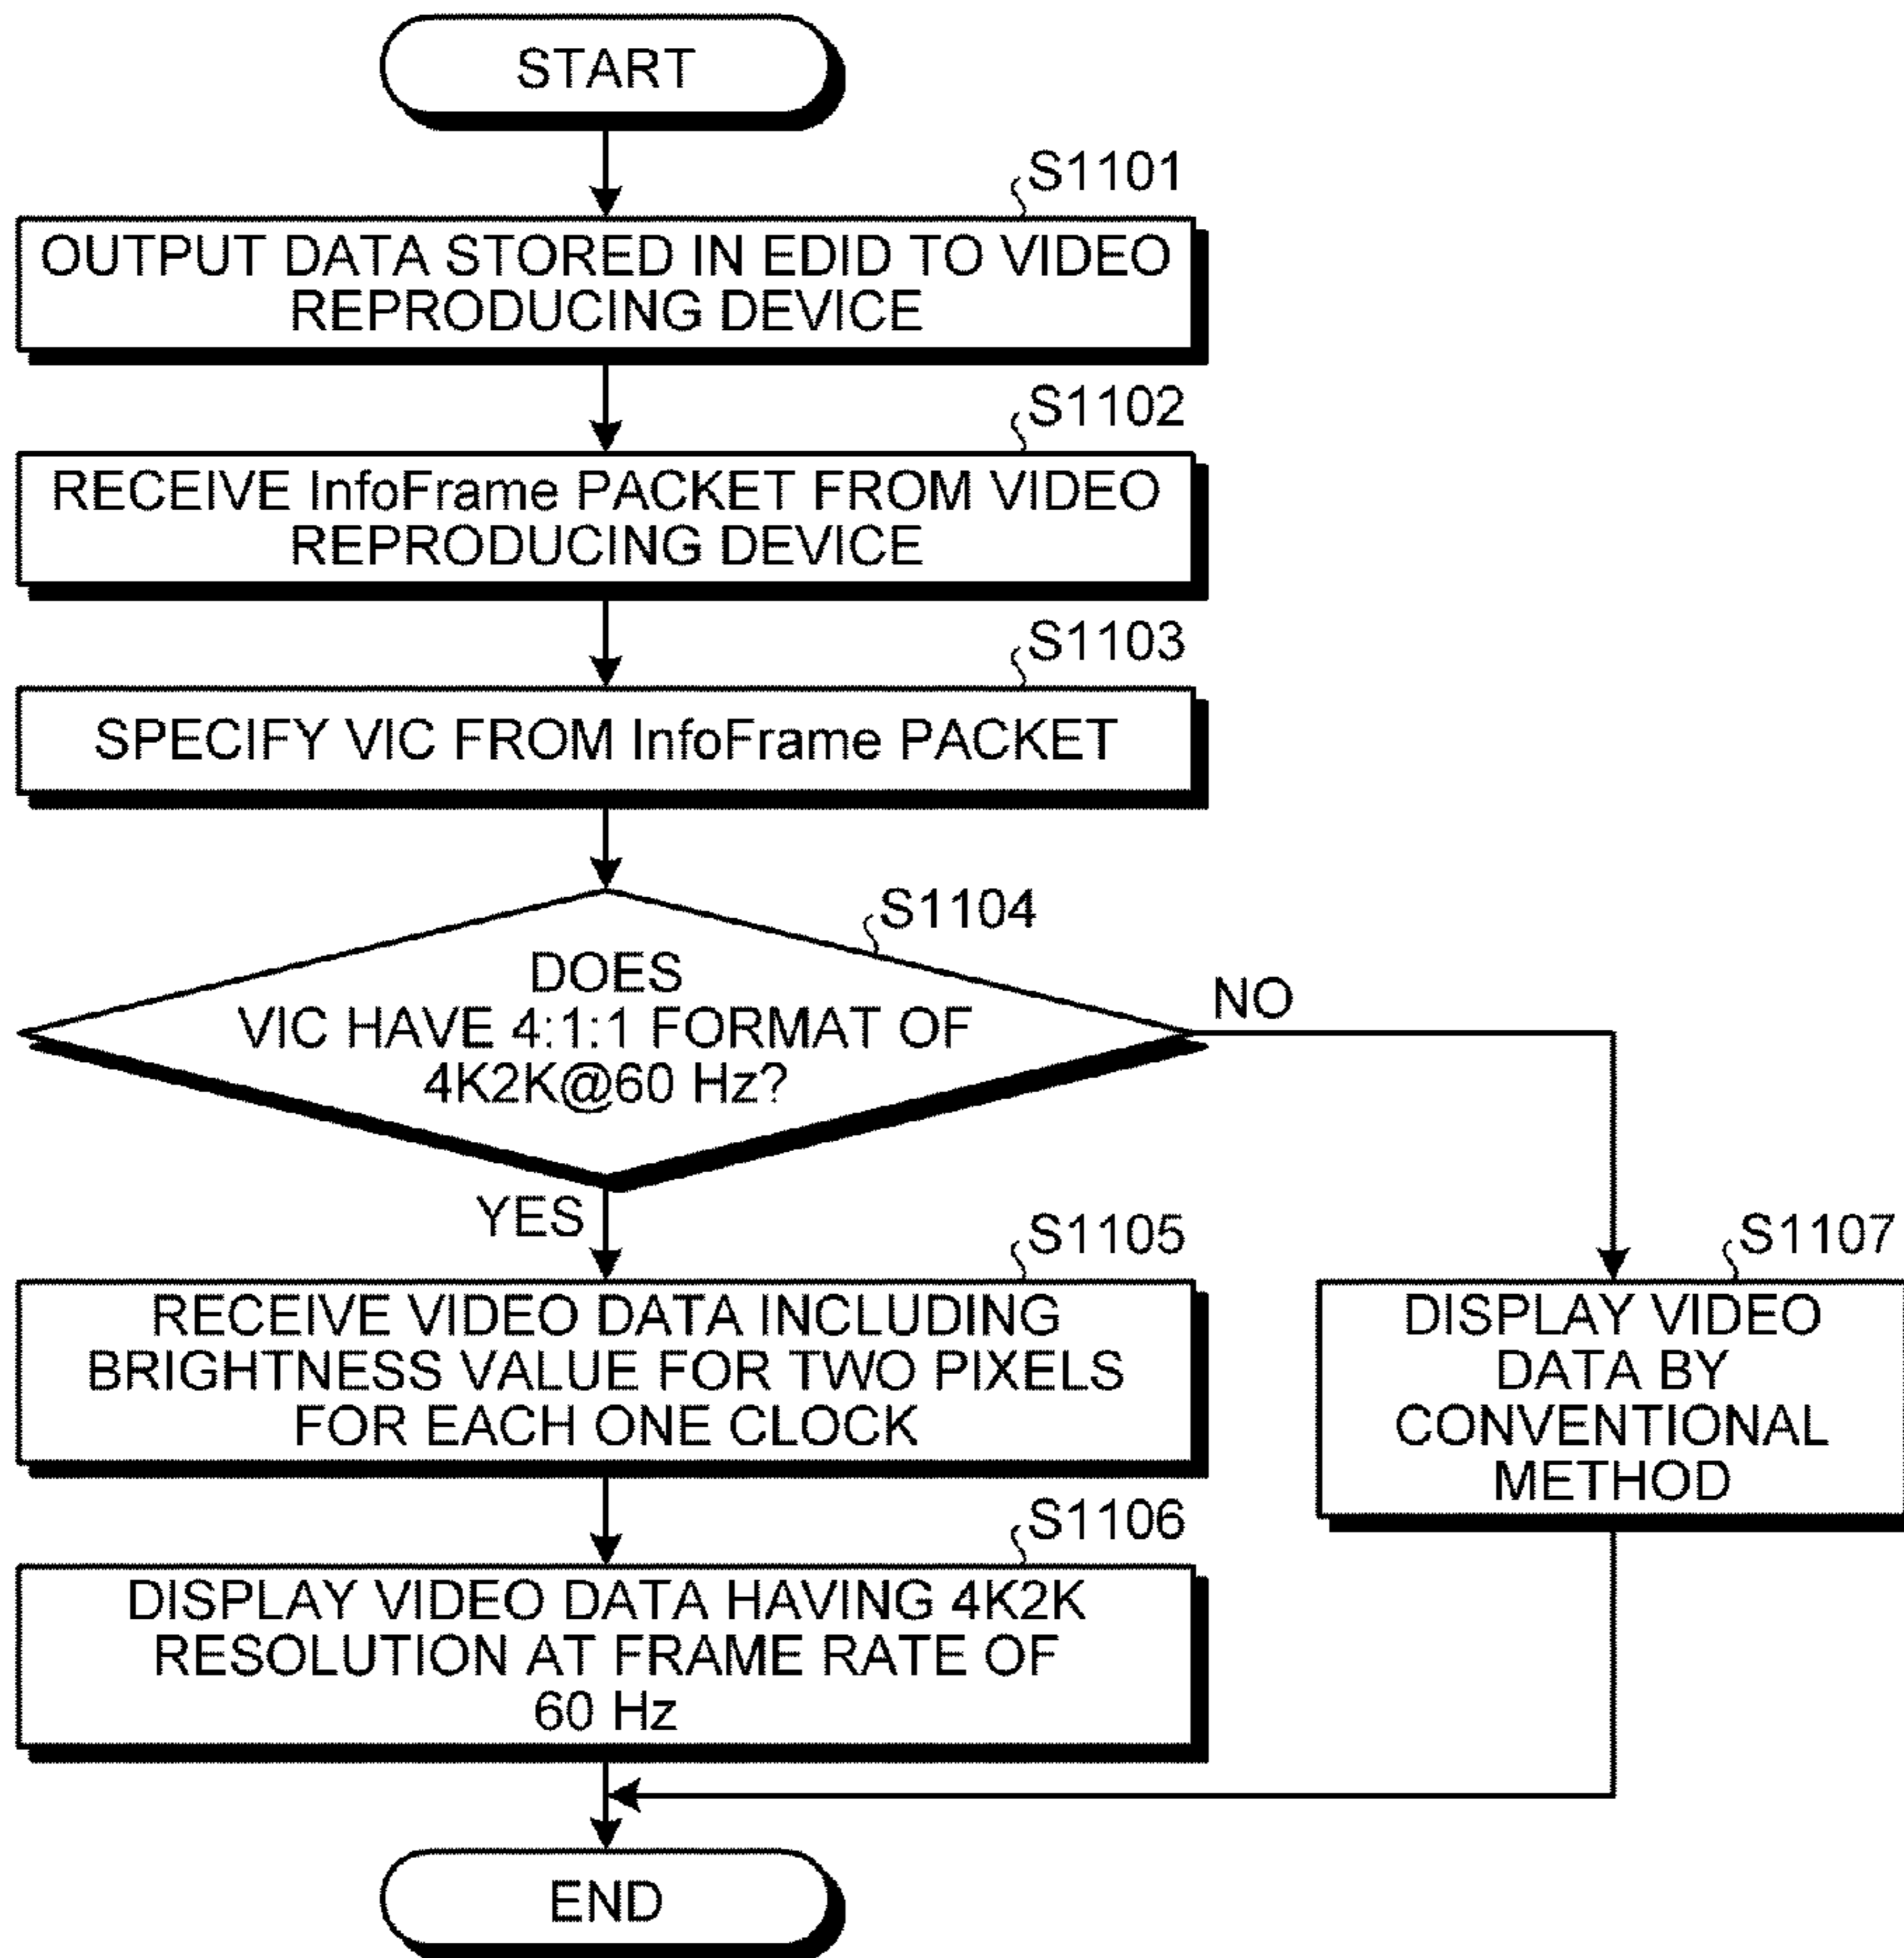 START
S1101
OUTPUT DATA STORED IN EDID TO VIDEO
REPRODUCING DEVICE
S1102
RECEIVE InfoFrame PACKET FROM VIDEO
REPRODUCING DEVICE
S1103
SPECIFY VIC FROM InfoFrame PACKET
S1104
DOES
VIC HAVE 4:1:1 FORMAT OF
4K2K@60 Hz?
NO
YES
S1105
RECEIVE VIDEO DATA INCLUDING
BRIGHTNESS VALUE FOR TWO PIXELS
FOR EACH ONE CLOCK
S1107
DISPLAY VIDEO
DATA BY
CONVENTIONAL
METHOD
S1106
DISPLAY VIDEO DATA HAVING 4K2K
RESOLUTION AT FRAME RATE OF
60 Hz
END